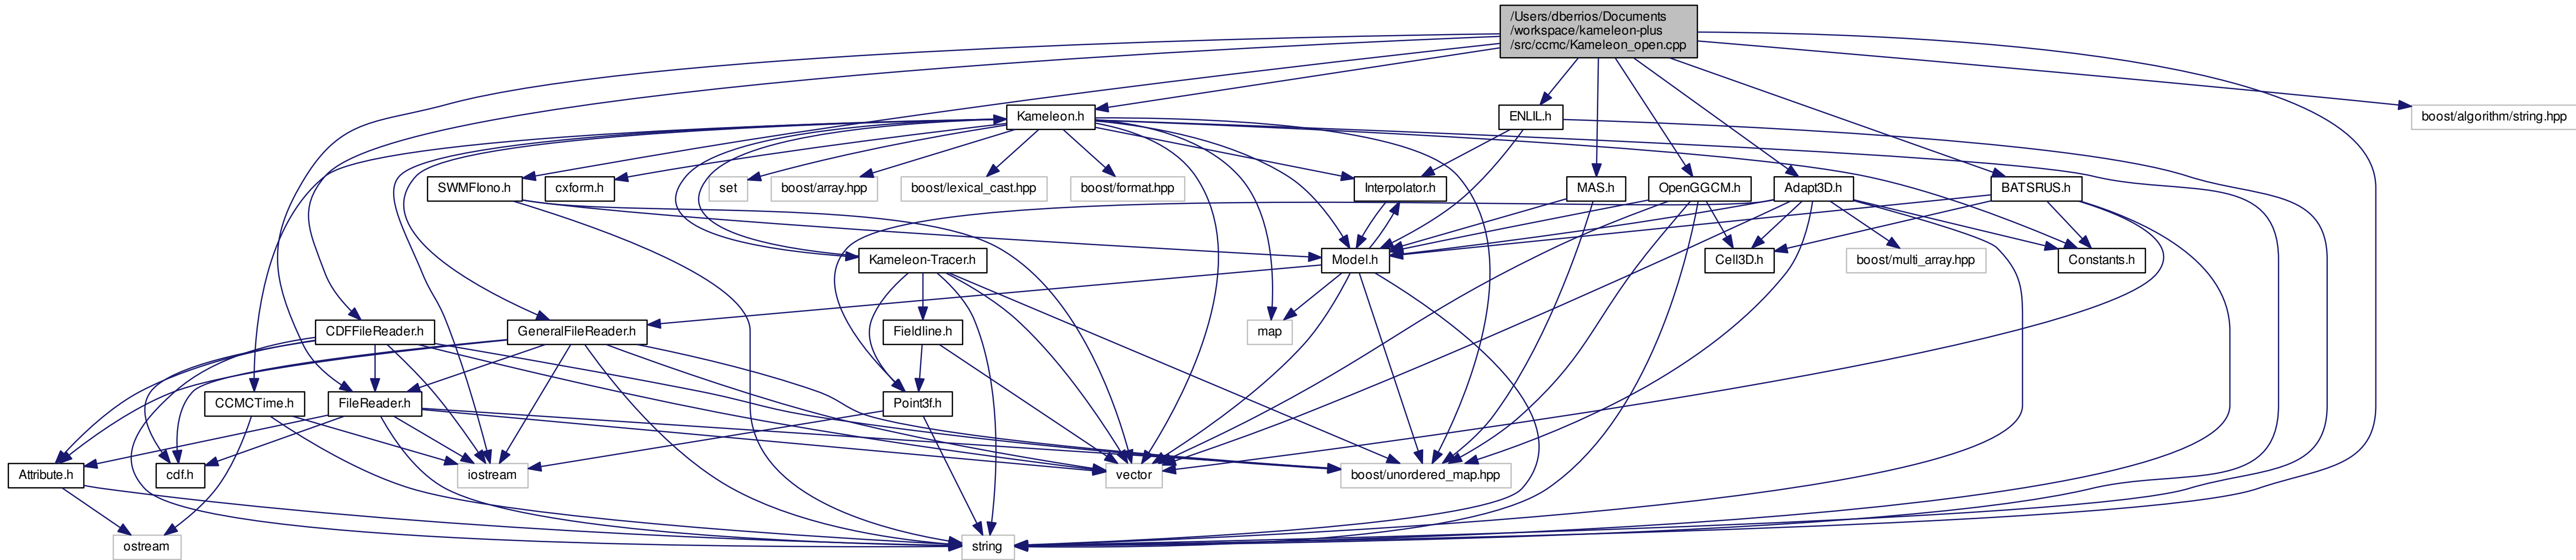 /Users/dberrios/Documents
/workspace/kameleon-plus
/src/ccmc/Kameleon_open.cpp
Kameleon.h
ENLIL.h
boost/algorithm/string.hpp
SWMFIono.h
cxform.h
set
boost/array.hpp
boost/lexical_cast.hpp
boost/format.hpp
Interpolator.h
MAS.h
OpenGGCM.h
Adapt3D.h
BATSRUS.h
Kameleon-Tracer.h
Model.h
Cell3D.h
boost/multi_array.hpp
Constants.h
CDFFileReader.h
GeneralFileReader.h
Fieldline.h
map
CCMCTime.h
FileReader.h
Point3f.h
Attribute.h
cdf.h
iostream
vector
boost/unordered_map.hpp
ostream
string